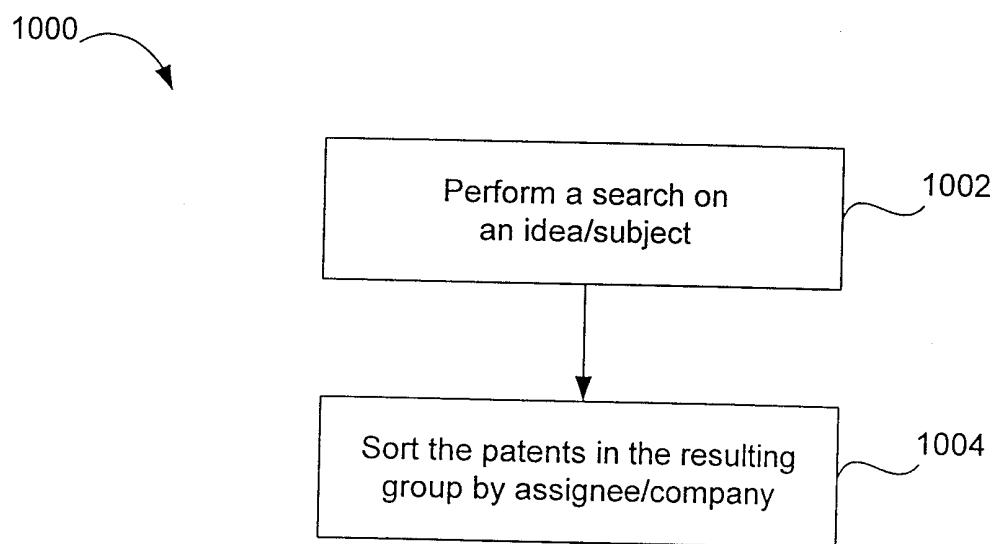 1000
Perform a search on
an idea/subject
1002
Sort the patents in the resulting
group by assignee/company
1004